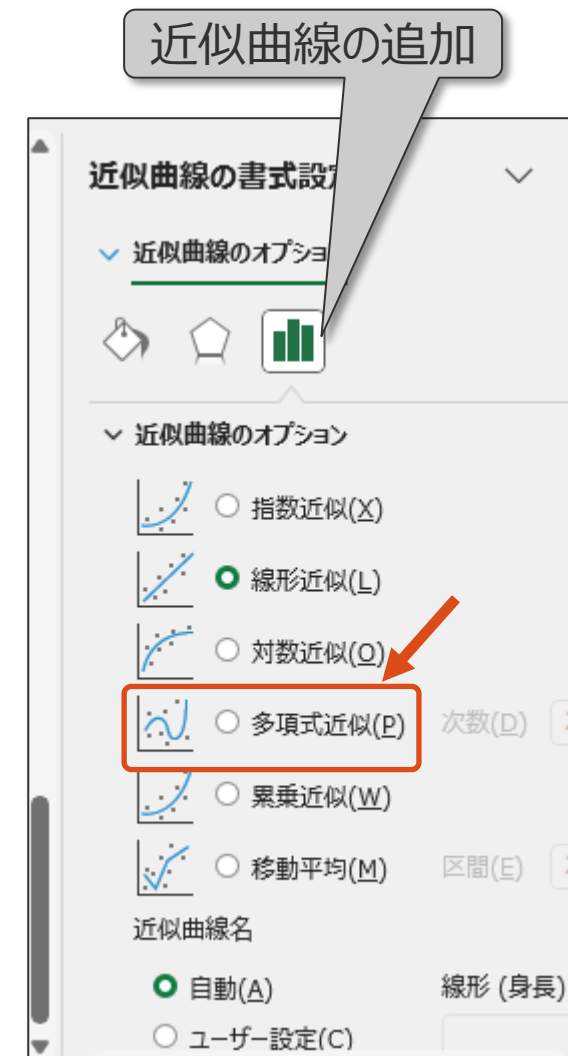 近似曲線の追加
近似曲線の書式設
近似曲線のオプショ
近似曲線のオプション
指数近似(X)
線形近似(L)
対数近似(O)
多項式近似(P) 次数(D)
累乗近似(W)
移動平均(M) 区間(E)
近似曲線名
自動(A) 線形 (身長)
ユーザー設定(C)